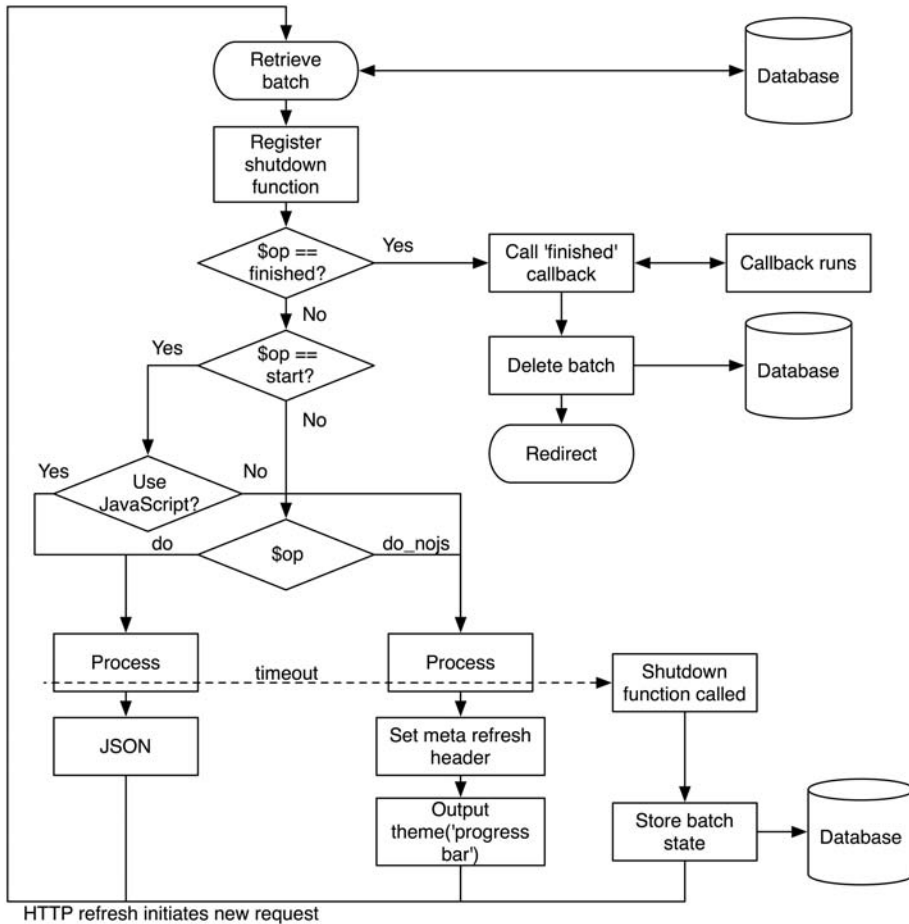 Retrieve
batch
Database
Register
shutdown
function
$op ==
finished?
Yes
Call 'finished'
callback
Callback runs
No
Yes
$op ==
start?
Delete batch
Database
No
Redirect
Yes
Use
JavaScript?
No
do
$op
do_nojs
Process
timeout
Process
Shutdown
function called
JSON
Set meta refresh
header
Output
theme('progress
bar')
Store batch
state
Database
HTTP refresh initiates new request